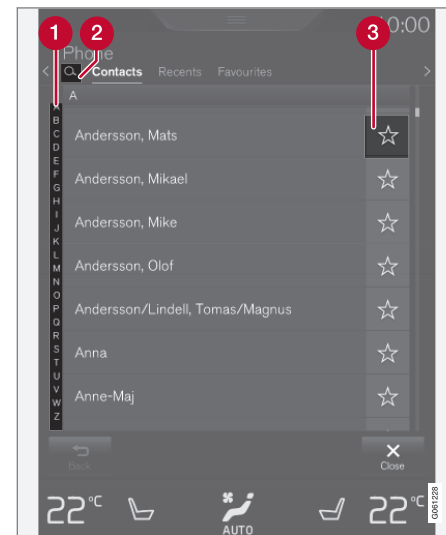 1
2
3
10:00
Phone
Contacts Recents Favourites
A
A
B
C
D
E
F
G
H
I
J
K
L
M
N
O
P
Q
R
S
T
U
V
W
Z
Andersson, Mats
Andersson, Mikael
Andersson, Mike
Andersson, Olof
Andersson/Lindell, Tomas/Magnus
Anna
Anne-Maj
Back
Close
22°C
AUTO
22°C
G061228